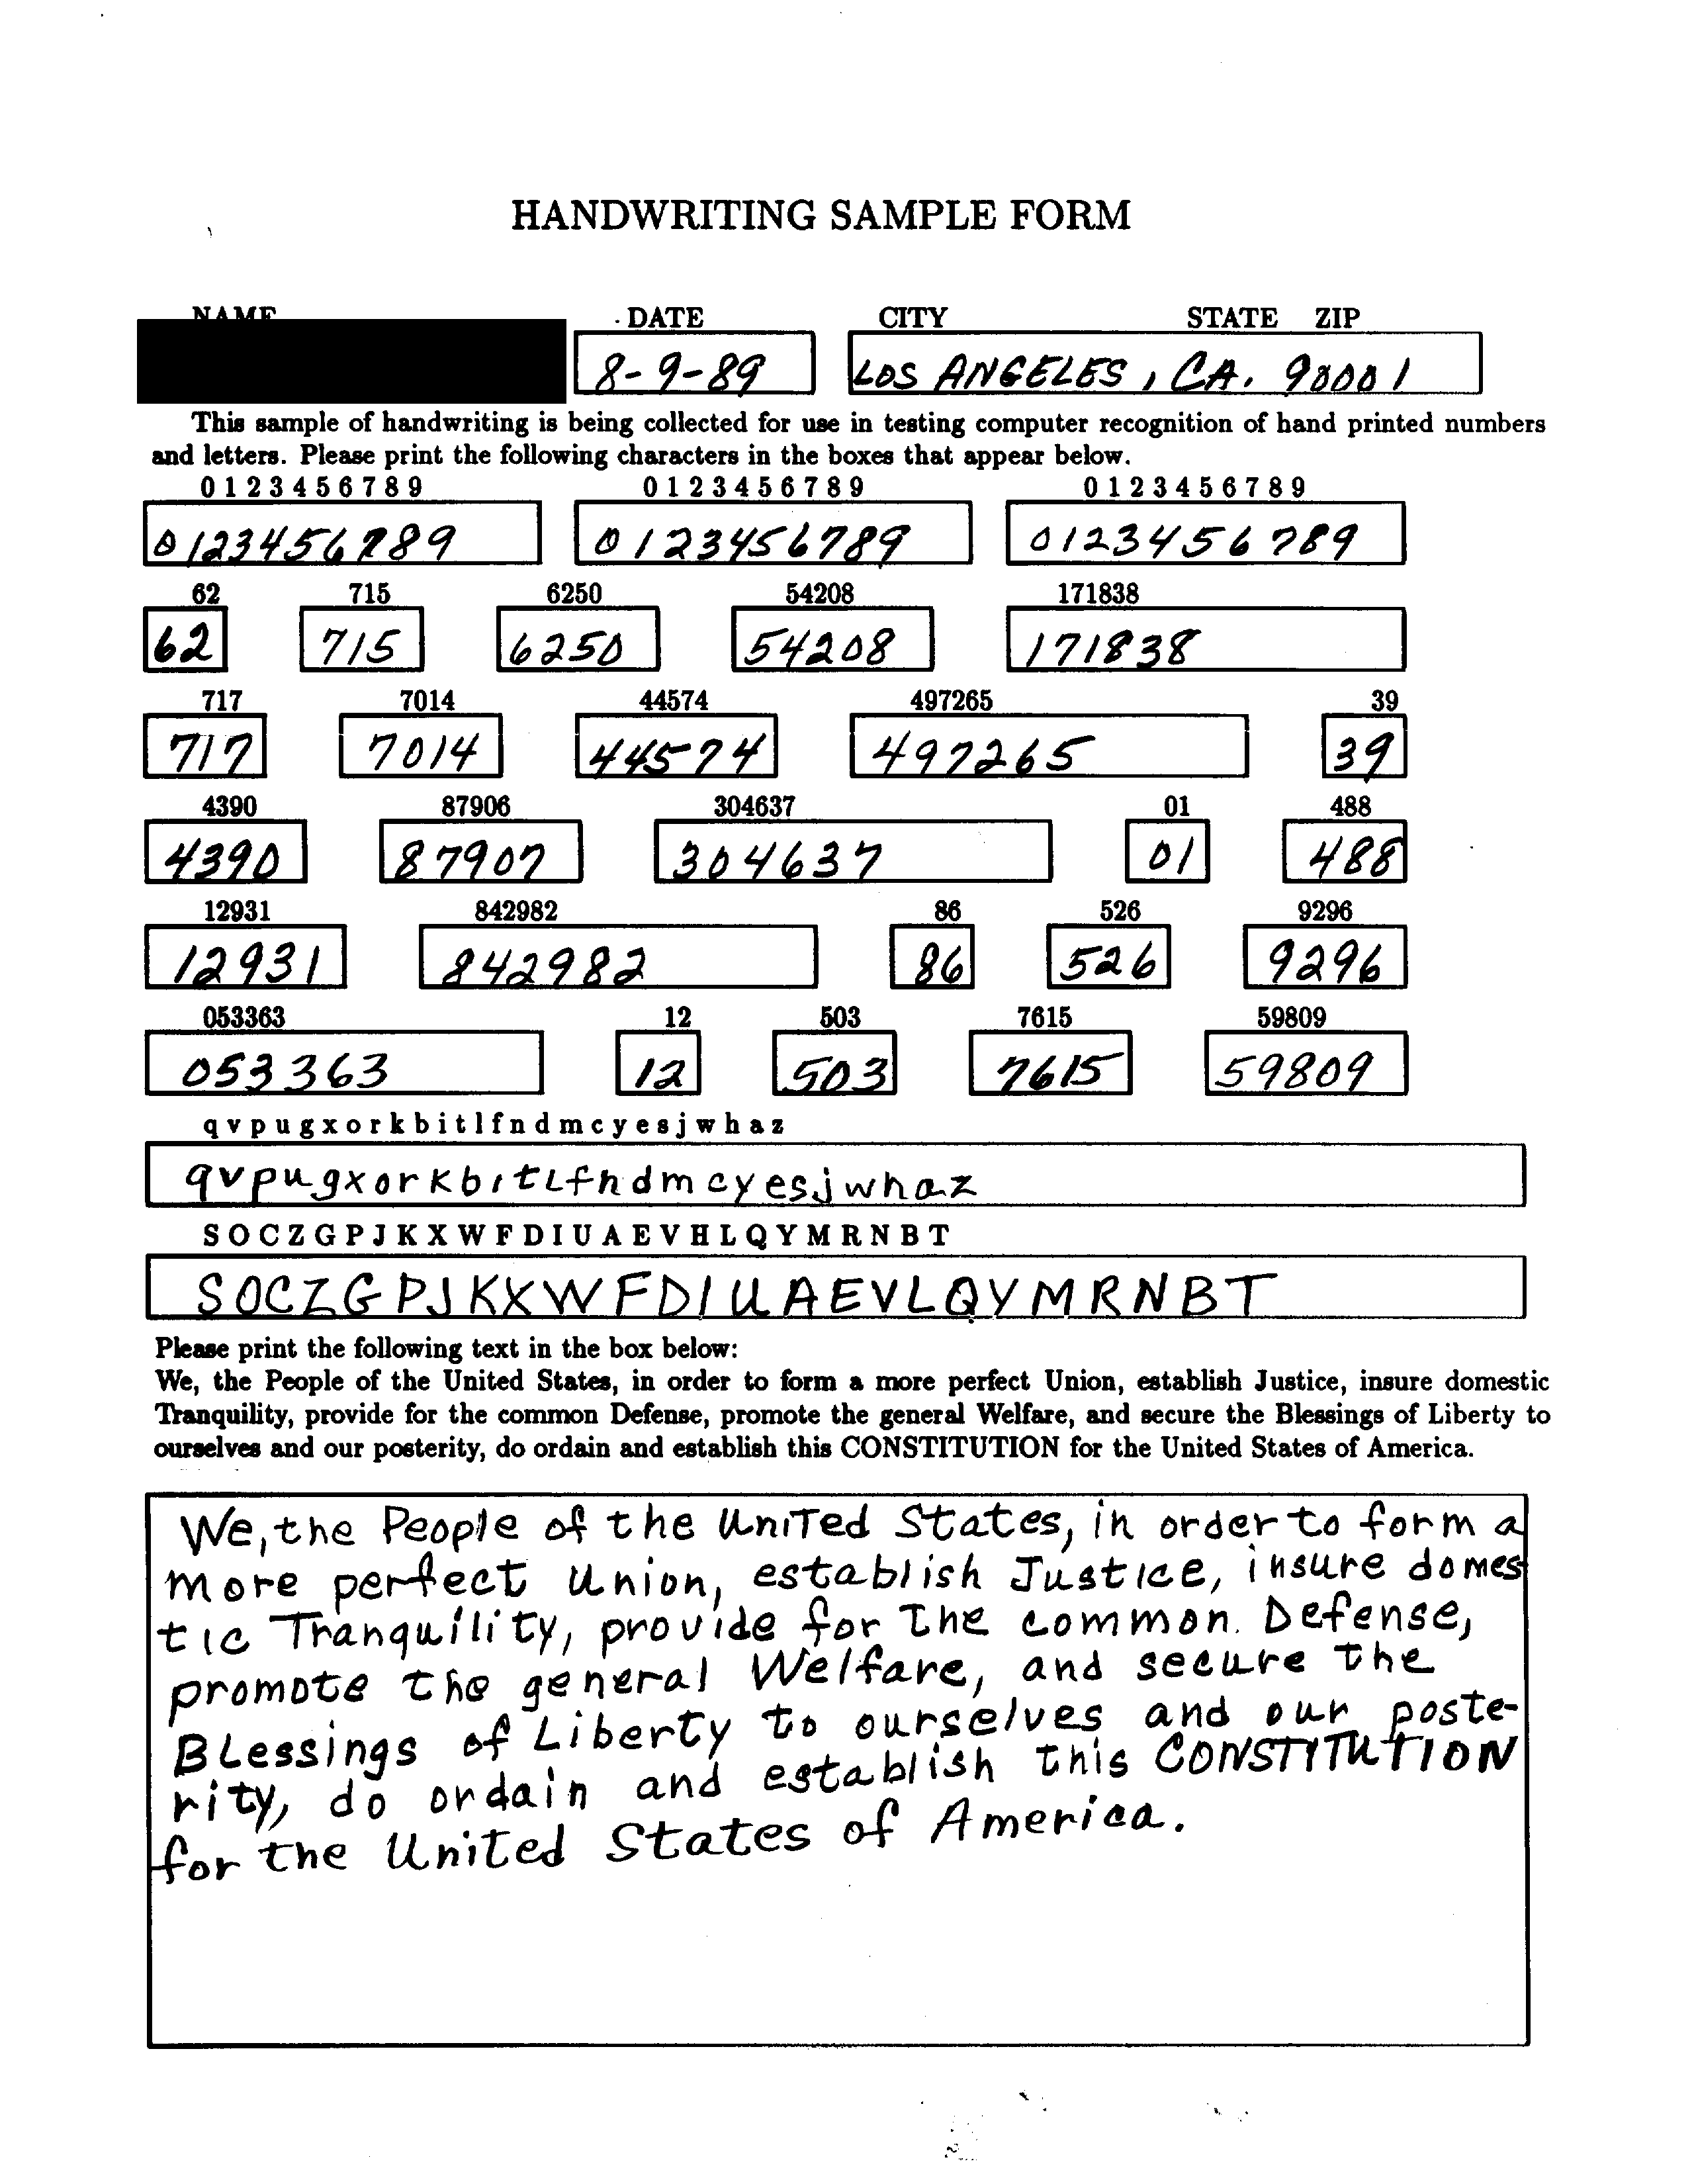 HANDWRITING SAMPLE FORM
NAME DATE CITY STATE ZIP
8-9-89 LOS ANGELES, CA. 90001
This sample of handwriting is being collected for use in testing computer recognition of hand printed numbers
and letters. Please print the following characters in the boxes that appear below.
0 1 2 3 4 5 6 7 8 9 0 1 2 3 4 5 6 7 8 9 0 1 2 3 4 5 6 7 8 9
0123456789 0123456789 0123456789
62 715 6250 54208 171838
62 715 6250 54208 171838
717 7014 44574 497265 39
717 7014 44574 497265 39
4390 87906 304637 01 488
4390 87907 304637 01 488
12931 842982 86 526 9296
12931 842982 86 526 9296
053363 12 503 7615 59809
053363 12 503 7615 59809
q v p u g x o r k b i t l f n d m c y e s j w h a z
qvpugxorkbitlfndmcyesjwhaz
S O C Z G P J K X W F D I U A E V H L Q Y M R N B T
SOCZGPJKXWFDIUAEVLQYMRNBT
Please print the following text in the box below:
We, the People of the United States, in order to form a more perfect Union, establish Justice, insure domestic
Tranquility, provide for the common Defense, promote the general Welfare, and secure the Blessings of Liberty to
ourselves and our posterity, do ordain and establish this CONSTITUTION for the United States of America.
We, the People of the United States, in order to form a
more perfect Union, establish Justice, insure domes
tic Tranquility, provide for the common. Defense,
promote the general Welfare, and secure the
Blessings of Liberty to ourselves and our poste-
rity, do ordain and establish this CONSTITUTION
for the United States of America.